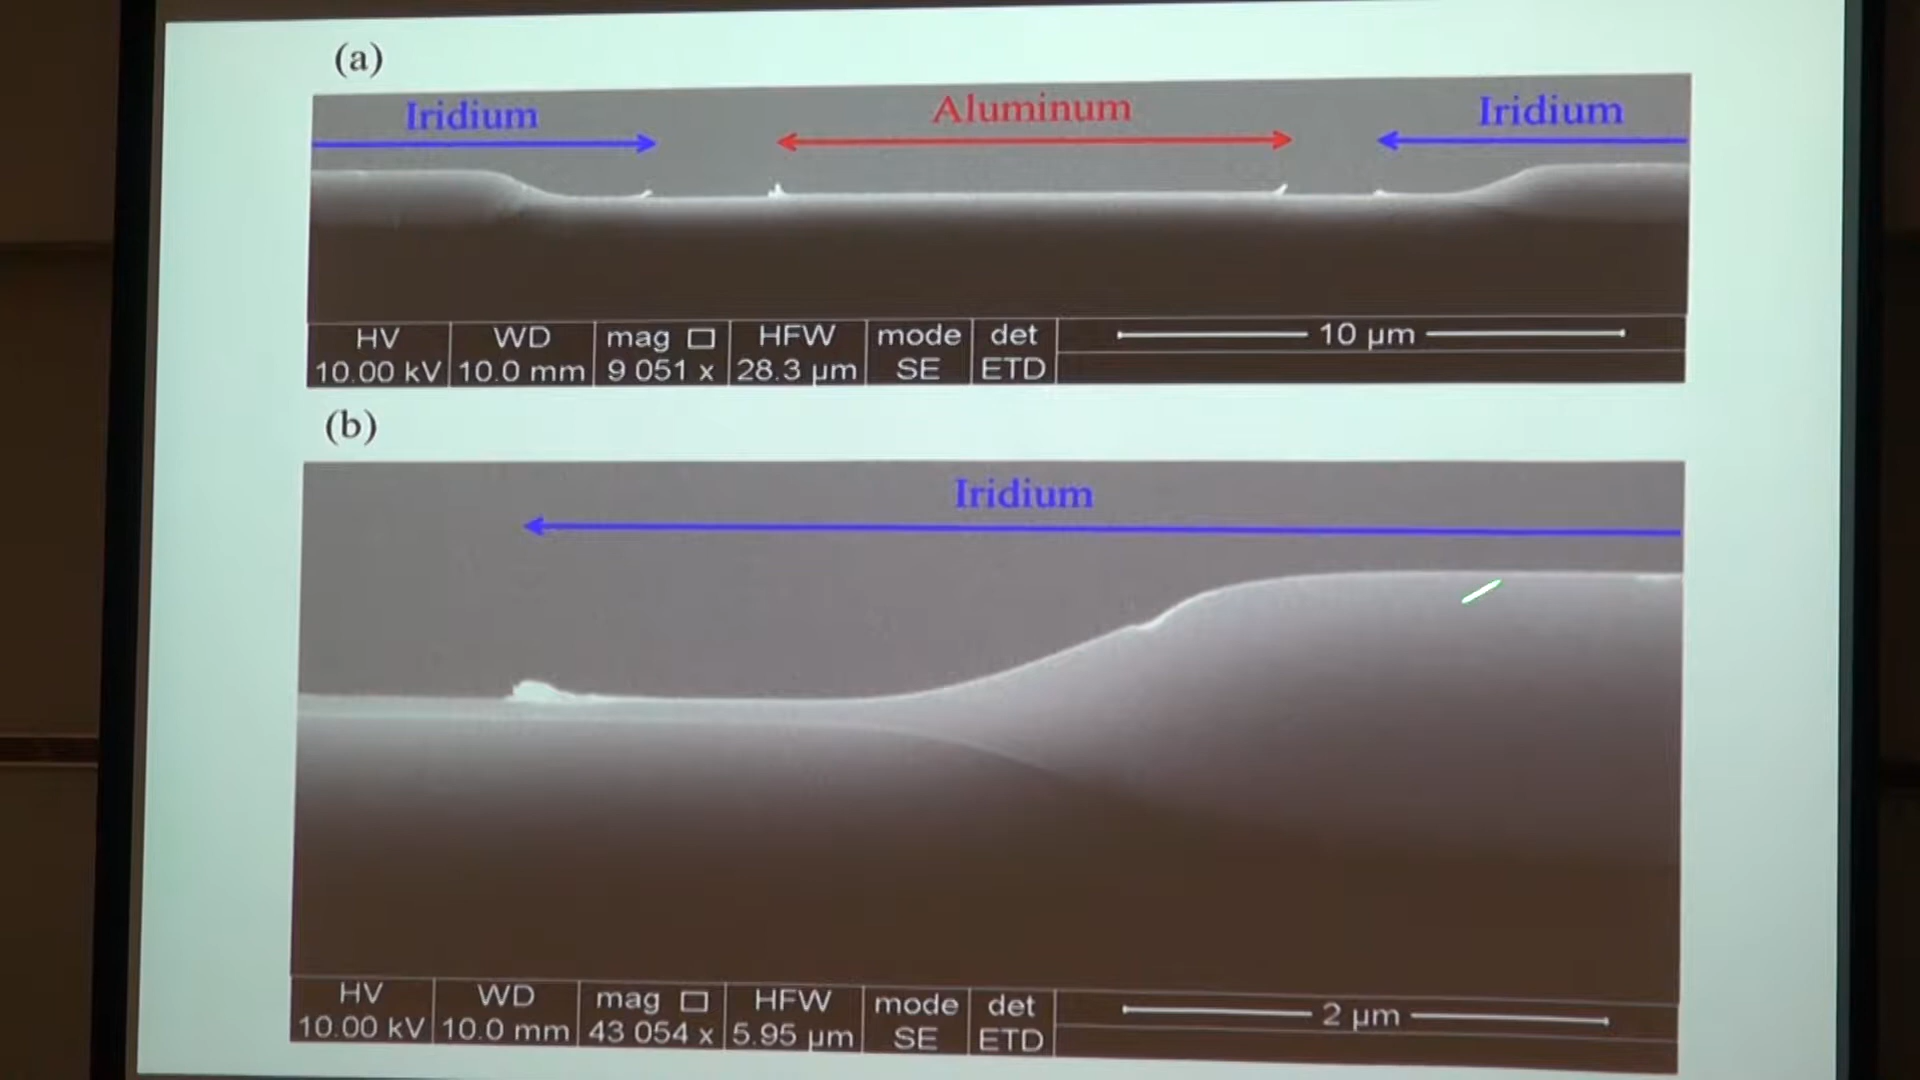 (a)
Iridium
Aluminum
Iridium
HV WD mag HFW mode det 10 µm
10.00 kV 10.0 mm 9 051 x 28.3 µm SE ETD
(b)
Iridium
HV WD mag HFW mode det 2 µm
10.00 kV 10.0 mm 43 054 x 5.95 µm SE ETD